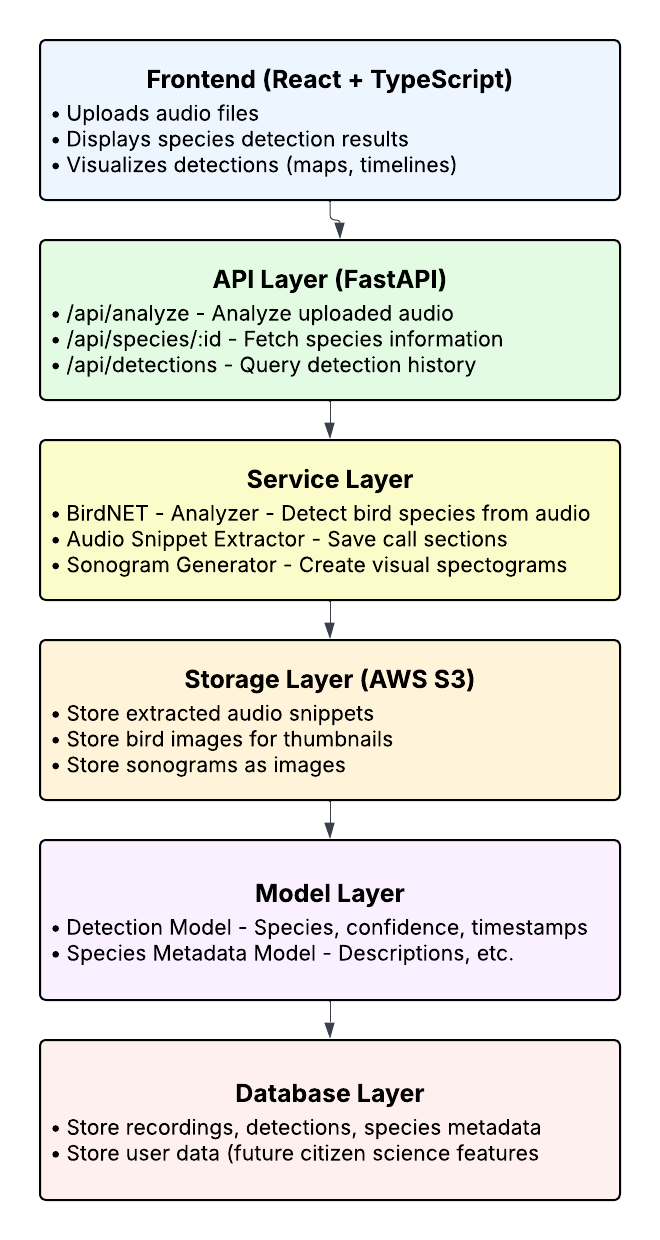 Frontend (React + TypeScript)
• Uploads audio files
• Displays species detection results
• Visualizes detections (maps, timelines)
API Layer (FastAPI)
• /api/analyze - Analyze uploaded audio
• /api/species/:id - Fetch species information
• /api/detections - Query detection history
Service Layer
• BirdNET - Analyzer - Detect bird species from audio
• Audio Snippet Extractor - Save call sections
• Sonogram Generator - Create visual spectograms
Storage Layer (AWS S3)
• Store extracted audio snippets
• Store bird images for thumbnails
• Store sonograms as images
Model Layer
• Detection Model - Species, confidence, timestamps
• Species Metadata Model - Descriptions, etc.
Database Layer
• Store recordings, detections, species metadata
• Store user data (future citizen science features